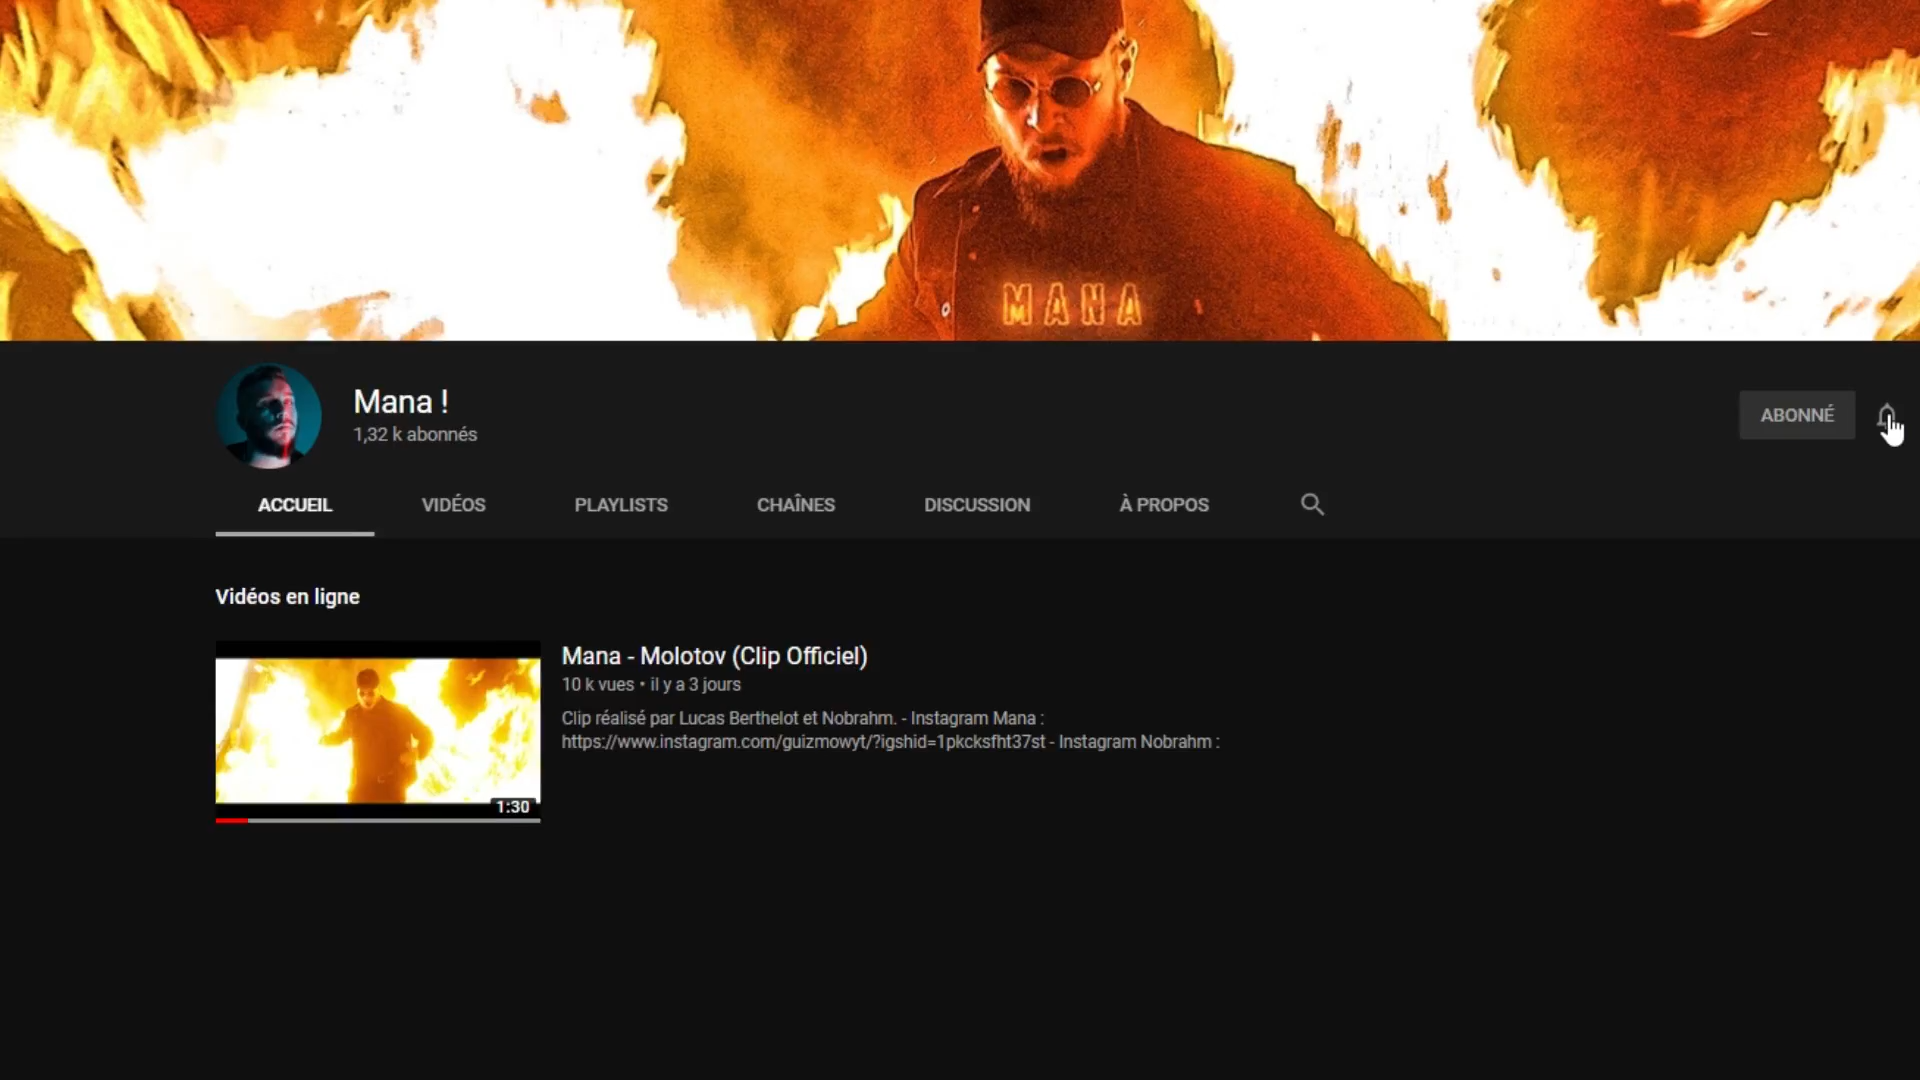 MANA
Mana !
1,32 k abonnés
ABONNÉ
ACCUEIL VIDÉOS PLAYLISTS CHAÎNES DISCUSSION À PROPOS
Vidéos en ligne
1:30
Mana - Molotov (Clip Officiel)
10 k vues • il y a 3 jours
Clip réalisé par Lucas Berthelot et Nobrahm. - Instagram Mana :
https://www.instagram.com/guizmowyt/?igshid=1pkcksfht37st - Instagram Nobrahm :